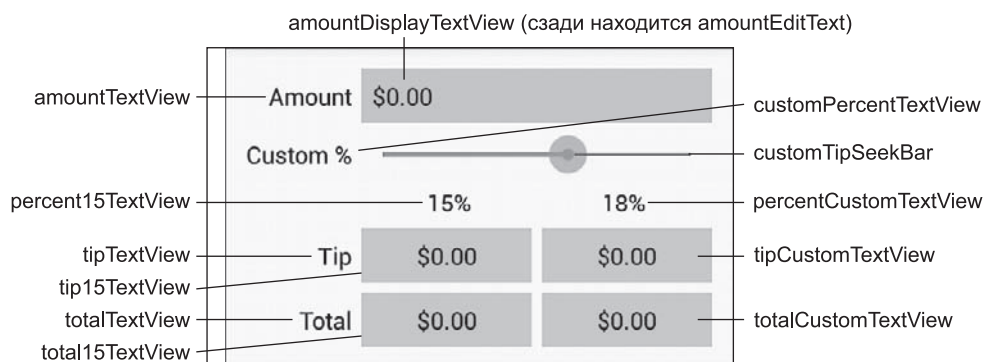 amountDisplayTextView (сзади находится amountEditText)
amountTextView
Amount
$0.00
customPercentTextView
Custom %
customTipSeekBar
percent15TextView
15%
18%
percentCustomTextView
tipTextView
Tip
$0.00
$0.00
tipCustomTextView
tip15TextView
totalTextView
Total
$0.00
$0.00
totalCustomTextView
total15TextView